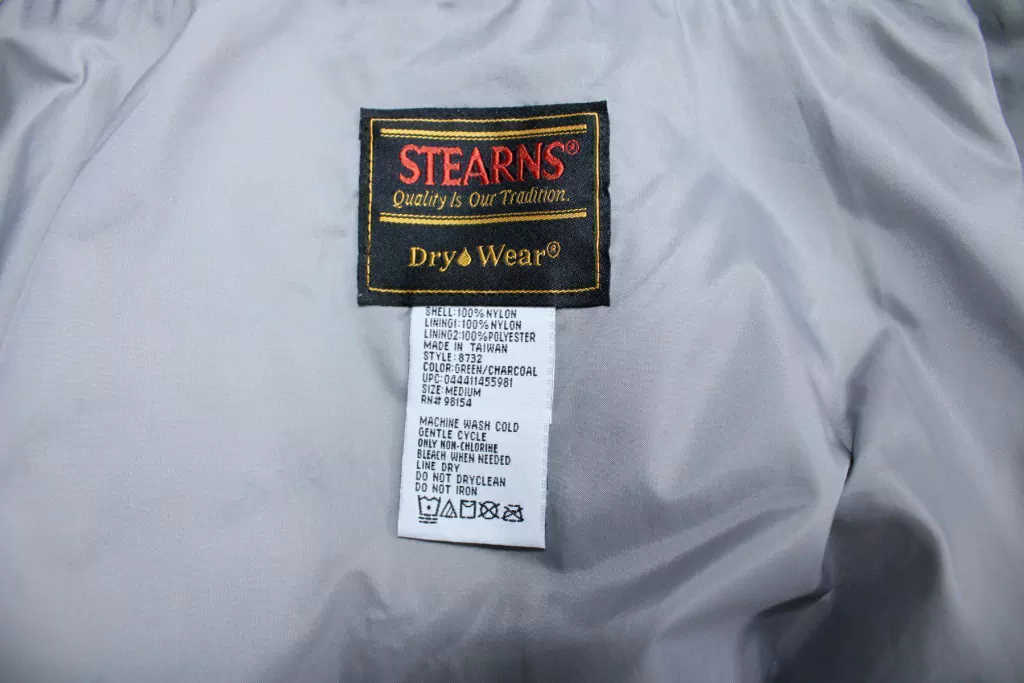 STEARNS®
Quality Is Our Tradition.
Dry Wear®
SHELL:100% NYLON
LINING1:100% NYLON
LINING2:100% POLYESTER
MADE IN TAIWAN
STYLE:8732
COLOR:GREEN/CHARCOAL
UPC:044411455981
SIZE:MEDIUM
RN# 98154
MACHINE WASH COLD
GENTLE CYCLE
ONLY NON-CHLORINE
BLEACH WHEN NEEDED
LINE DRY
DO NOT DRYCLEAN
DO NOT IRON